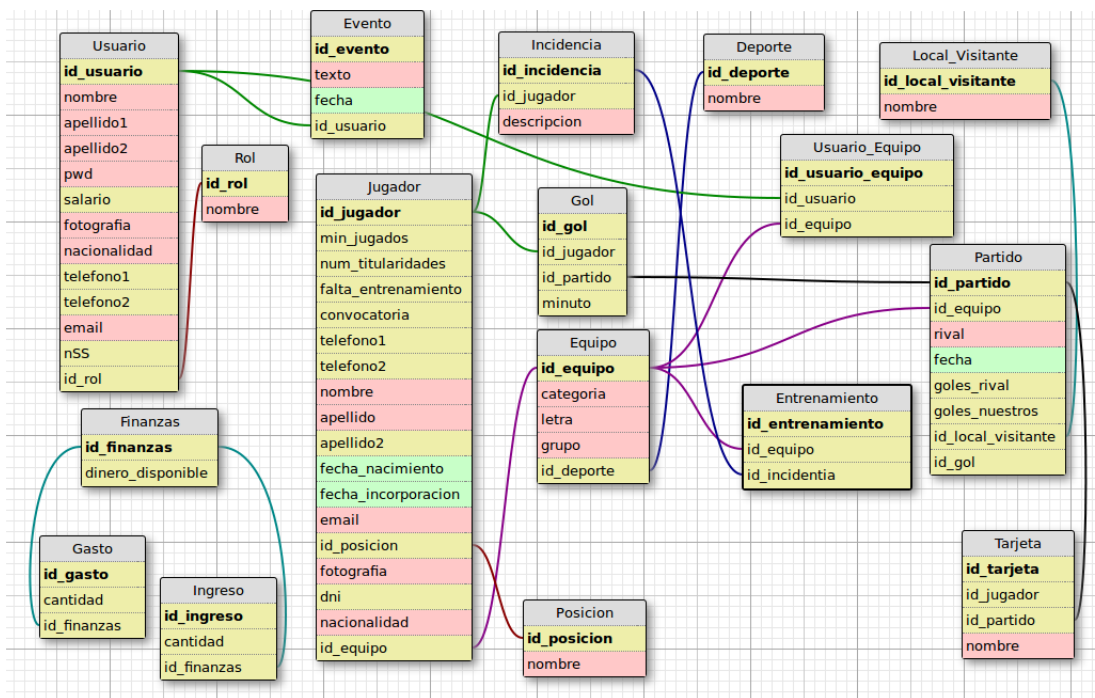 Usuario
id_usuario
nombre
apellido1
apellido2
pwd
salario
fotografia
nacionalidad
telefono1
telefono2
email
nSS
id_rol
Rol
id_rol
nombre
Evento
id_evento
texto
fecha
id_usuario
Incidencia
id_incidencia
id_jugador
descripcion
Deporte
id_deporte
nombre
Local_Visitante
id_local_visitante
nombre
Usuario_Equipo
id_usuario_equipo
id_usuario
id_equipo
Jugador
id_jugador
min_jugados
num_titularidades
falta_entrenamiento
convocatoria
telefono1
telefono2
nombre
apellido
apellido2
fecha_nacimiento
fecha_incorporacion
email
id_posicion
fotografia
dni
nacionalidad
id_equipo
Gol
id_gol
id_jugador
id_partido
minuto
Partido
id_partido
id_equipo
rival
fecha
goles_rival
goles_nuestros
id_local_visitante
id_gol
Equipo
id_equipo
categoria
letra
grupo
id_deporte
Entrenamiento
id_entrenamiento
id_equipo
id_incidentia
Finanzas
id_finanzas
dinero_disponible
Gasto
id_gasto
cantidad
id_finanzas
Ingreso
id_ingreso
cantidad
id_finanzas
Posicion
id_posicion
nombre
Tarjeta
id_tarjeta
id_jugador
id_partido
nombre